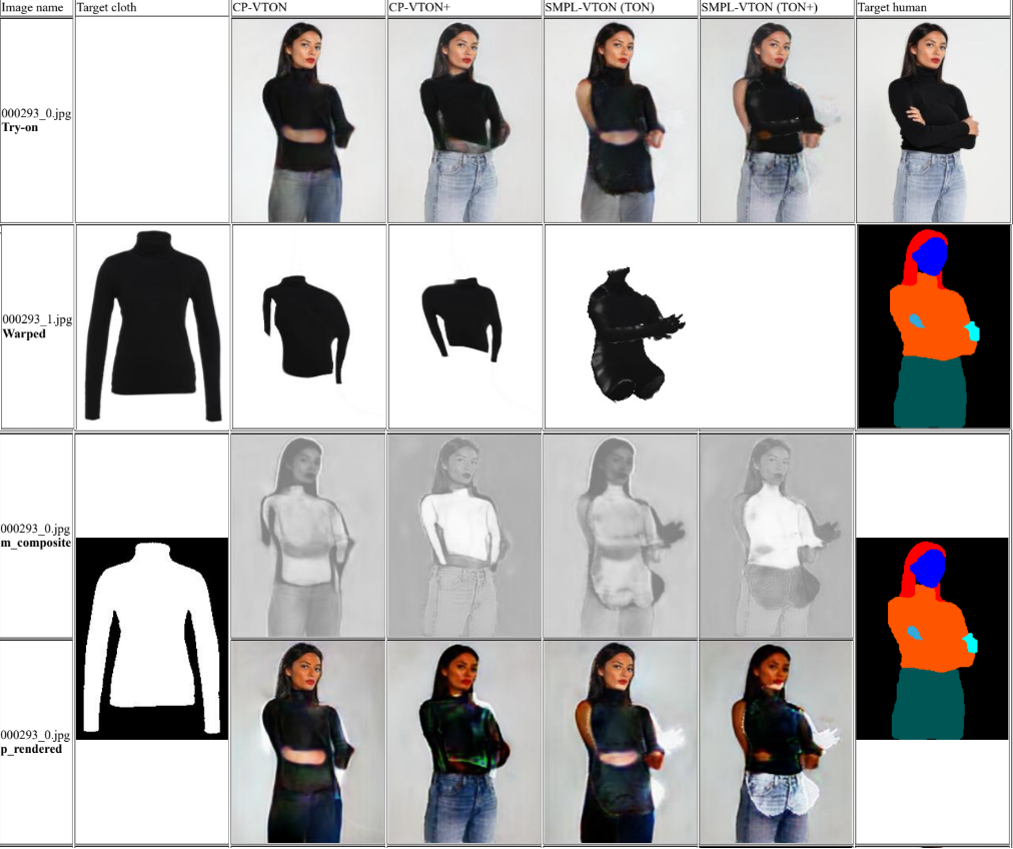 Image name Target cloth CP-VTON CP-VTON+ SMPL-VTON (TON) SMPL-VTON (TON+) Target human
000293_0.jpg
Try-on
000293_1.jpg
Warped
000293_0.jpg
m_composite
000293_0.jpg
p_rendered